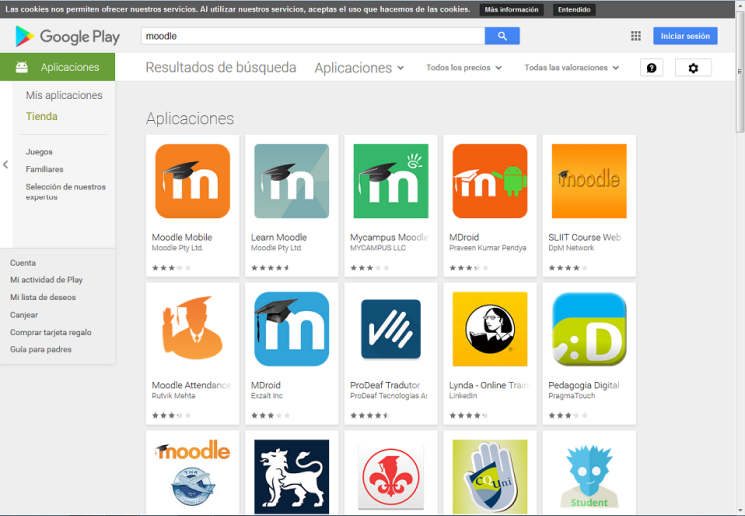 Las cookies nos permiten ofrecer nuestros servicios. Al utilizar nuestros servicios, aceptas el uso que hacemos de las cookies. Más información Entendido
Google Play moodle Iniciar sesión
Aplicaciones Resultados de búsqueda Aplicaciones Todos los precios Todas las valoraciones
Mis aplicaciones
Tienda
Juegos
Familiares
Selección de nuestros
expertos
Cuenta
Mi actividad de Play
Mi lista de deseos
Canjear
Comprar tarjeta regalo
Guía para padres
Aplicaciones
m m m m moodle
Moodle Mobile Learn Moodle Mycampus Moodle MDroid SLIIT Course Web
Moodle Pty Ltd. Moodle Pty Ltd. MYCAMPUS LLC Praveen Kumar Pendya DpM Network
m :D
Moodle Attendance MDroid ProDeaf Tradutor Lynda - Online Train Pedagogia Digital
Rutvik Mehta Exzalt Inc ProDeaf Tecnologias As LinkedIn PragmaTouch
moodle
CQUni
Student